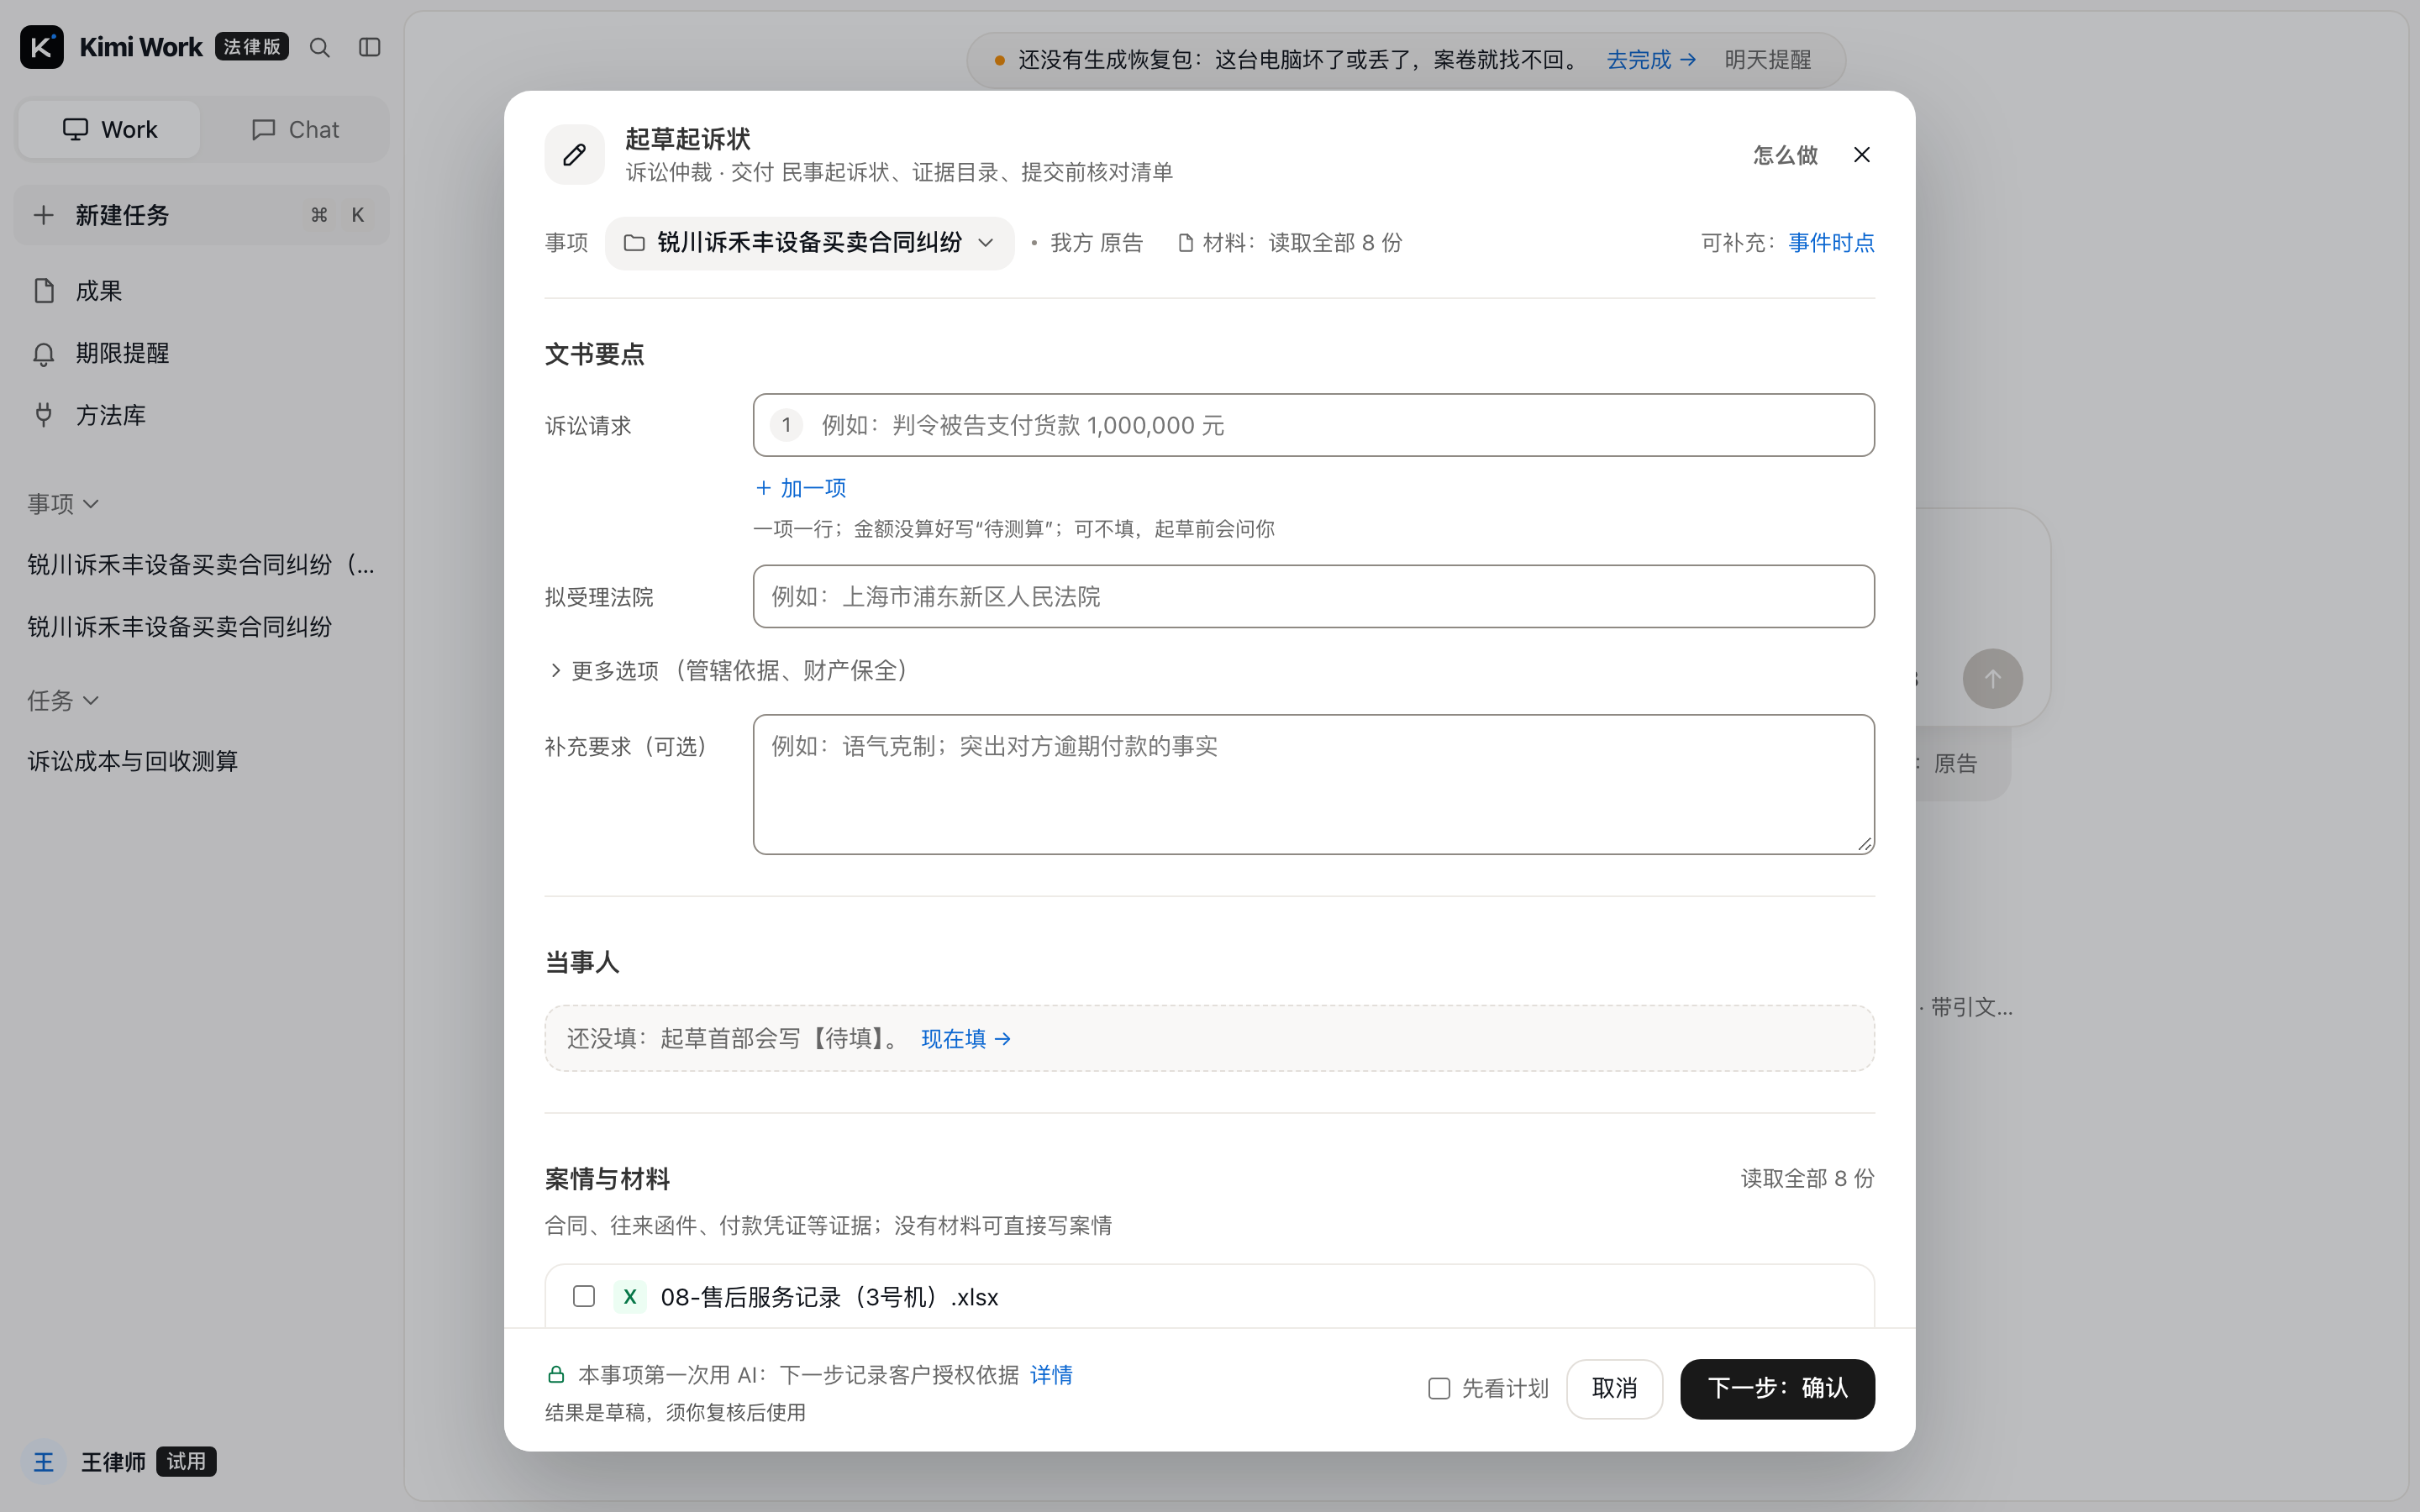 Kimi Work 法律版
Work
Chat
新建任务 ⌘ K
成果
期限提醒
方法库
事项
锐川诉禾丰设备买卖合同纠纷（...
锐川诉禾丰设备买卖合同纠纷
任务
诉讼成本与回收测算
王 王律师 试用
还没有生成恢复包：这台电脑坏了或丢了，案卷就找不回。 去完成 → 明天提醒
起草起诉状
诉讼仲裁 · 交付 民事起诉状、证据目录、提交前核对清单
怎么做
事项 锐川诉禾丰设备买卖合同纠纷 • 我方 原告 材料：读取全部 8 份 可补充：事件时点
文书要点
诉讼请求 1 例如：判令被告支付货款 1,000,000 元
+ 加一项
一项一行；金额没算好写“待测算”；可不填，起草前会问你
拟受理法院 例如：上海市浦东新区人民法院
更多选项 （管辖依据、财产保全）
补充要求（可选） 例如：语气克制；突出对方逾期付款的事实
当事人
还没填：起草首部会写【待填】。 现在填 →
案情与材料 读取全部 8 份
合同、往来函件、付款凭证等证据；没有材料可直接写案情
X 08-售后服务记录（3号机）.xlsx
本事项第一次用 AI：下一步记录客户授权依据 详情
结果是草稿，须你复核后使用
先看计划 取消 下一步：确认
：原告
· 带引文...